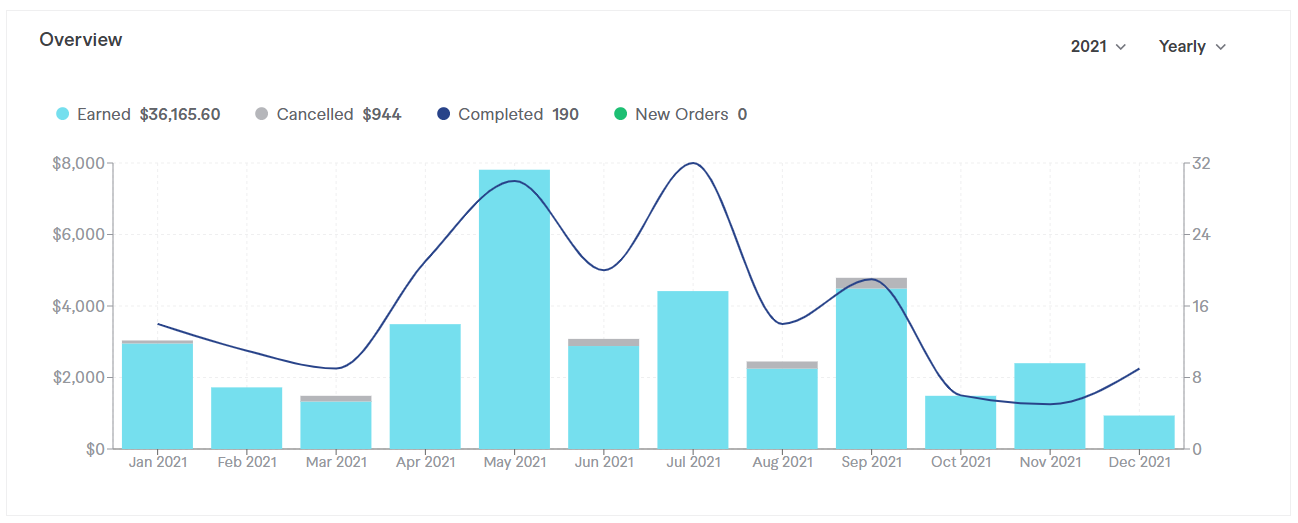 Overview
2021 Yearly
Earned $36,165.60 Cancelled $944 Completed 190 New Orders 0
$8,000 32
$6,000 24
$4,000 16
$2,000 8
$0 0
Jan 2021 Feb 2021 Mar 2021 Apr 2021 May 2021 Jun 2021 Jul 2021 Aug 2021 Sep 2021 Oct 2021 Nov 2021 Dec 2021